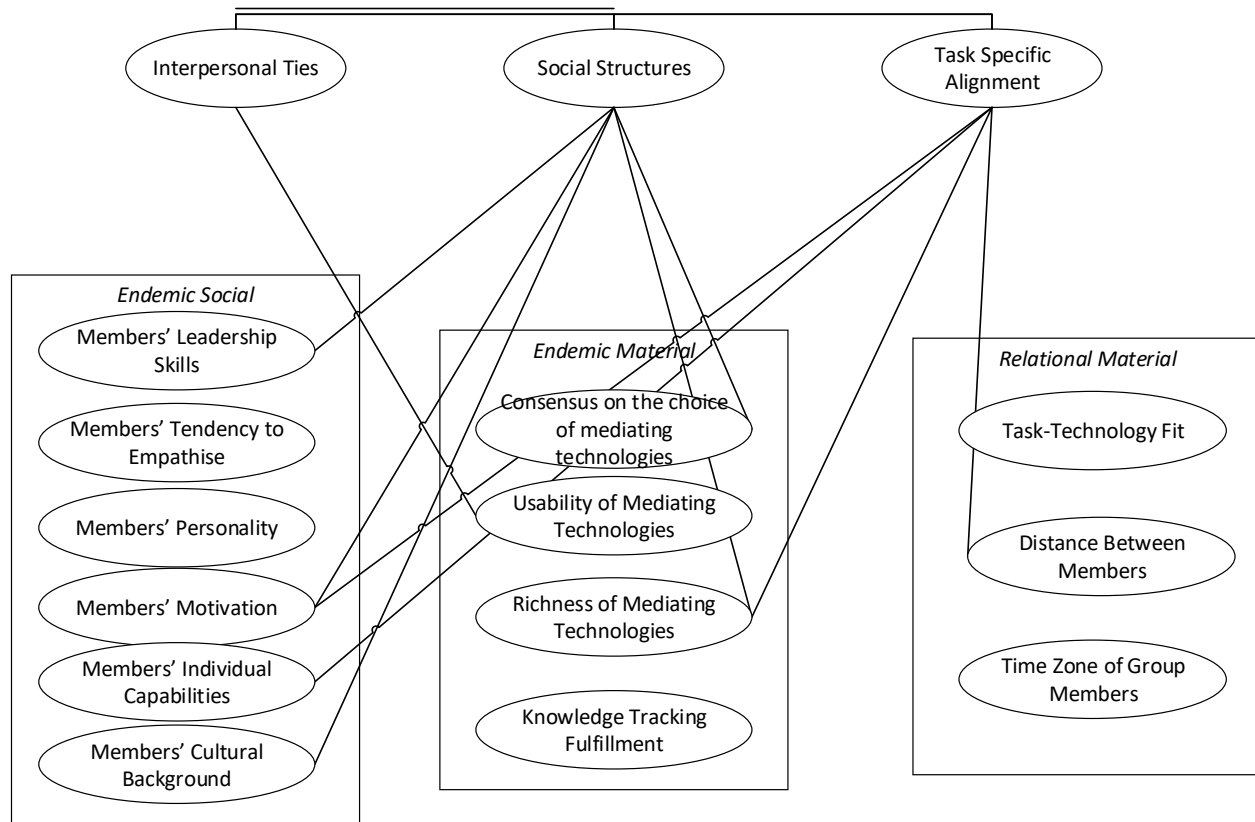 Interpersonal Ties
Social Structures
Task Specific
Alignment
Endemic Social
Members’ Leadership
Skills
Members’ Tendency to
Empathise
Members’ Personality
Members’ Motivation
Members’ Individual
Capabilities
Members’ Cultural
Background
Endemic Material
Consensus on the choice
of mediating
technologies
Usability of Mediating
Technologies
Richness of Mediating
Technologies
Knowledge Tracking
Fulfillment
Relational Material
Task-Technology Fit
Distance Between
Members
Time Zone of Group
Members